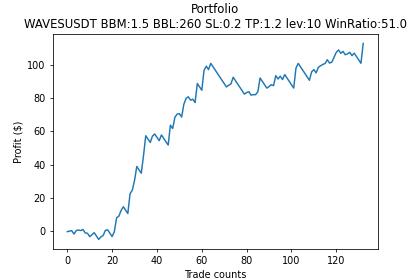 Portfolio
WAVESUSDT BBM:1.5 BBL:260 SL:0.2 TP:1.2 lev:10 WinRatio:51.0
Profit ($)
100
80
60
40
20
0
0 20 40 60 80 100 120
Trade counts